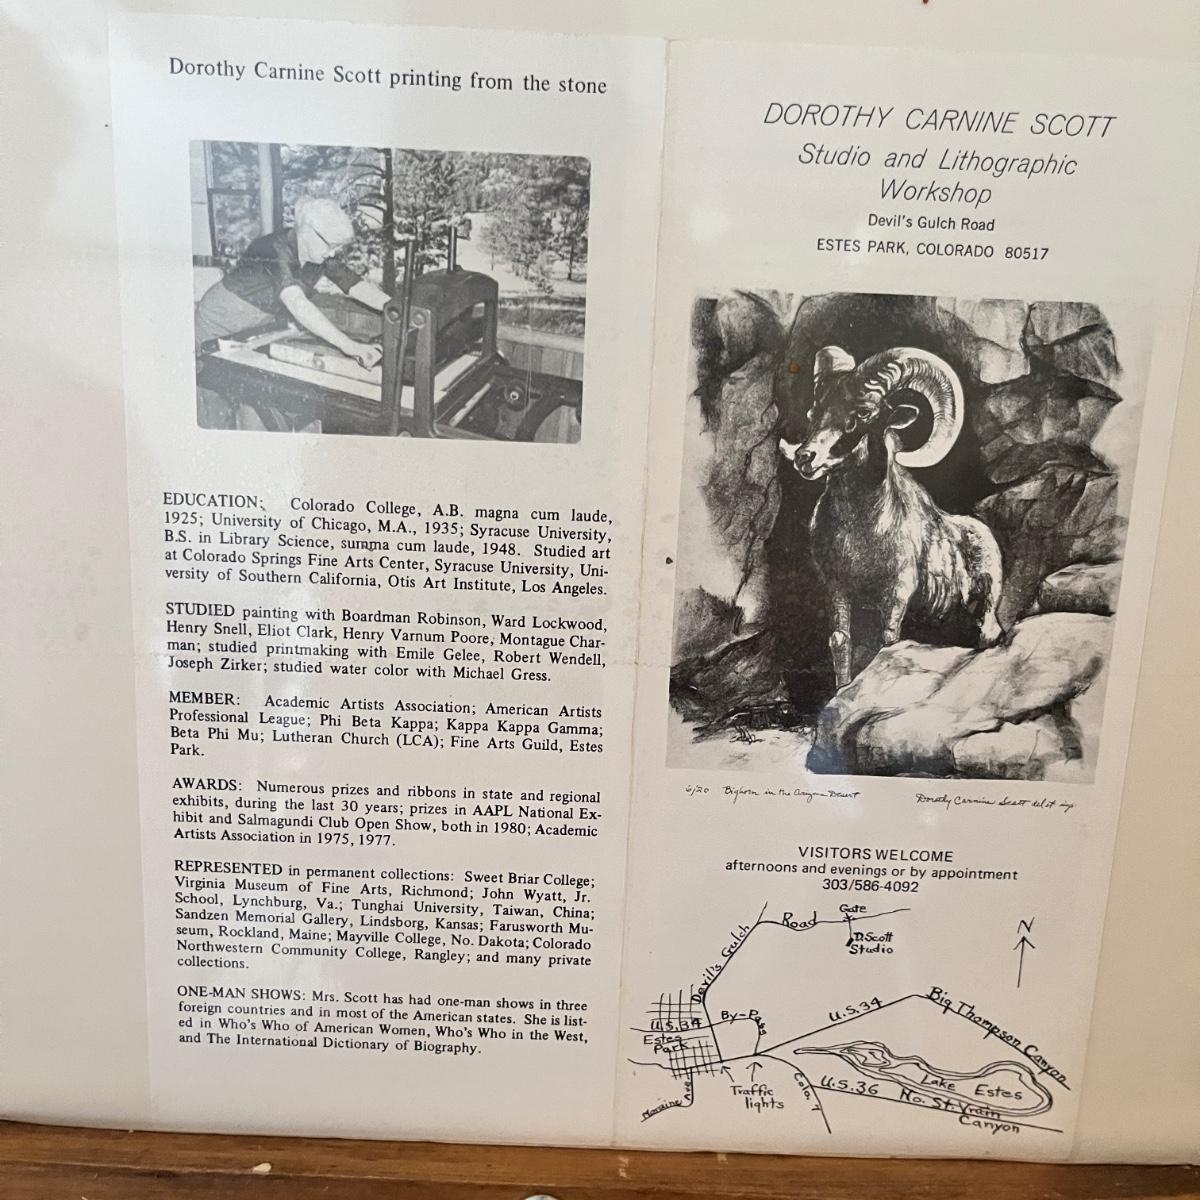 Dorothy Carnine Scott printing from the stone
EDUCATION: Colorado College, A.B. magna cum laude,
1925; University of Chicago, M.A., 1935; Syracuse University,
B.S. in Library Science, summa cum laude, 1948. Studied art
at Colorado Springs Fine Arts Center, Syracuse University, Uni-
versity of Southern California, Otis Art Institute, Los Angeles.
STUDIED painting with Boardman Robinson, Ward Lockwood,
Henry Snell, Eliot Clark, Henry Varnum Poore, Montague Char-
man; studied printmaking with Emile Gelee, Robert Wendell,
Joseph Zirker; studied water color with Michael Gress.
MEMBER: Academic Artists Association; American Artists
Professional League; Phi Beta Kappa; Kappa Kappa Gamma;
Beta Phi Mu; Lutheran Church (LCA); Fine Arts Guild, Estes
Park.
AWARDS: Numerous prizes and ribbons in state and regional
exhibits, during the last 30 years; prizes in AAPL National Ex-
hibit and Salmagundi Club Open Show, both in 1980; Academic
Artists Association in 1975, 1977.
REPRESENTED in permanent collections: Sweet Briar College;
Virginia Museum of Fine Arts, Richmond; John Wyatt, Jr.
School, Lynchburg, Va.; Tunghai University, Taiwan, China;
Sandzen Memorial Gallery, Lindsborg, Kansas; Farusworth Mu-
seum, Rockland, Maine; Mayville College, No. Dakota; Colorado
Northwestern Community College, Rangley; and many private
collections.
ONE-MAN SHOWS: Mrs. Scott has had one-man shows in three
foreign countries and in most of the American states. She is list-
ed in Who's Who of American Women, Who's Who in the West,
and The International Dictionary of Biography.
DOROTHY CARNINE SCOTT
Studio and Lithographic
Workshop
Devil's Gulch Road
ESTES PARK, COLORADO 80517
6/20 Bighorn in the Arizona Desert
Dorothy Carnine Scott del et imp
VISITORS WELCOME
afternoons and evenings or by appointment
303/586-4092
Gate
Road
D. Scott
Studio
N
Devil's Gulch
U.S. 34
By-Pass
U.S. 34
Big Thompson Canyon
Estes
Park
Lake Estes
U.S. 36
No. St. Vrain
Canyon
Colo. 7
Traffic
lights
Moraine Ave